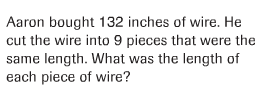 Aaron bought 132 inches of wire. He
cut the wire into 9 pieces that were the
same length. What was the length of
each piece of wire?